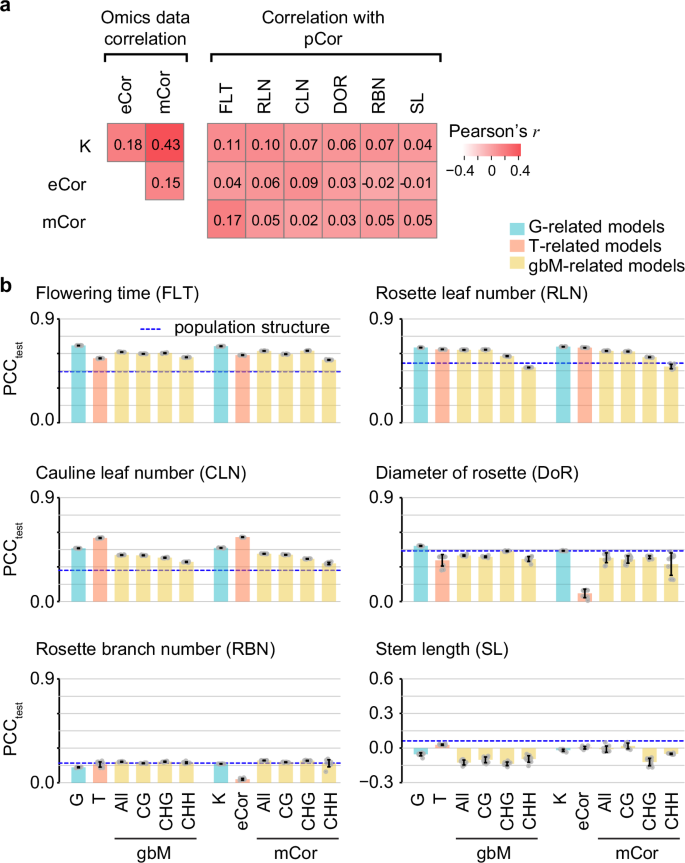 a
Omics data correlation
Correlation with pCor
eCor mCor FLT RLN CLN DOR RBN SL
K 0.18 0.43 0.11 0.10 0.07 0.06 0.07 0.04
eCor 0.15 0.04 0.06 0.09 0.03 -0.02 -0.01
mCor 0.17 0.05 0.02 0.03 0.05 0.05
Pearson's r
−0.4 0 0.4
G-related models
T-related models
gbM-related models
b
Flowering time (FLT)
Rosette leaf number (RLN)
population structure
PCCtest
0.9
0.0
0.9
0.0
Cauline leaf number (CLN)
Diameter of rosette (DoR)
PCCtest
0.9
0.0
0.9
0.0
Rosette branch number (RBN)
Stem length (SL)
PCCtest
0.9
0.0
0.6
0.3
0.0
−0.3
G T All CG CHG CHH K eCor All CG CHG CHH
gbM mCor
G T All CG CHG CHH K eCor All CG CHG CHH
gbM mCor